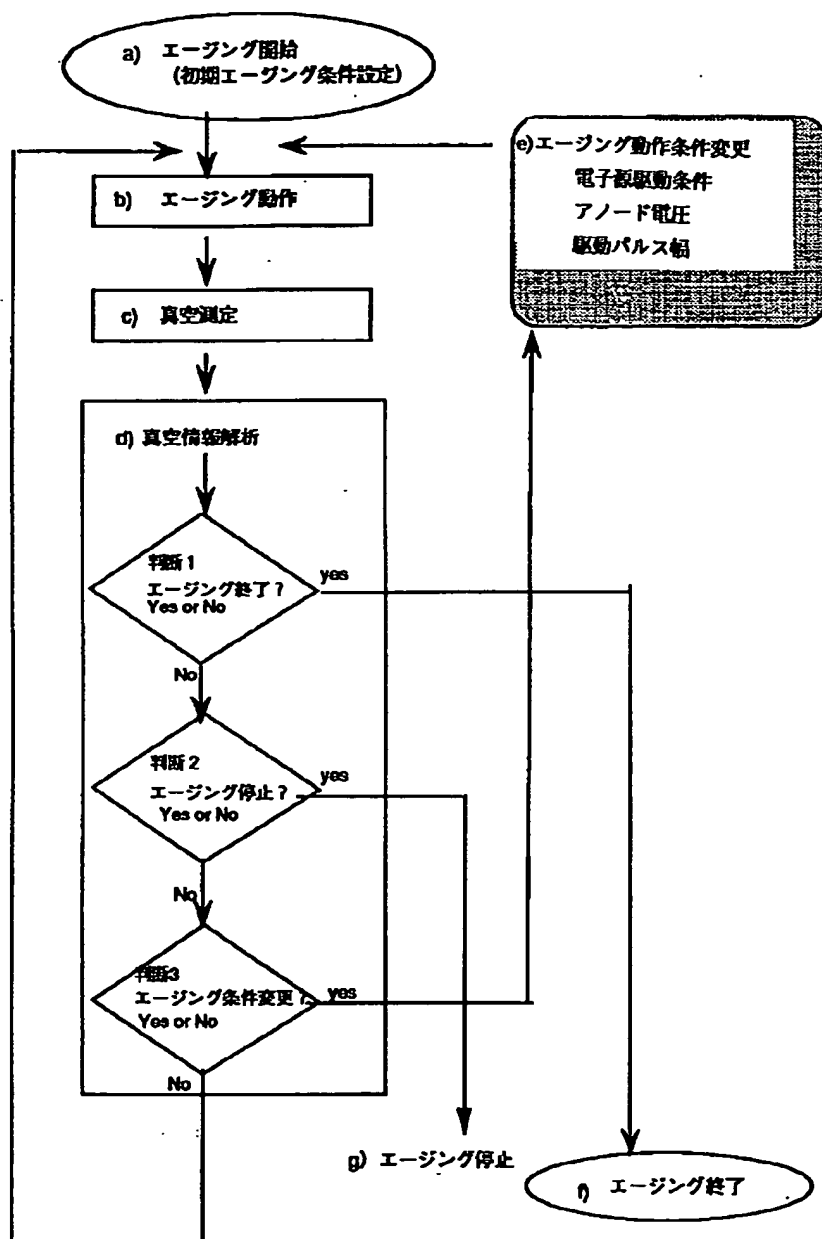 a) エージング開始
(初期エージング条件設定)
b) エージング動作
c) 真空測定
d) 真空情報解析
判断1
エージング終了?
Yes or No
yes
No
判断2
エージング停止?
Yes or No
yes
No
判断3
エージング条件変更?
Yes or No
yes
No
e)エージング動作条件変更
電子源駆動条件
アノード電圧
駆動パルス幅
g) エージング停止
f) エージング終了